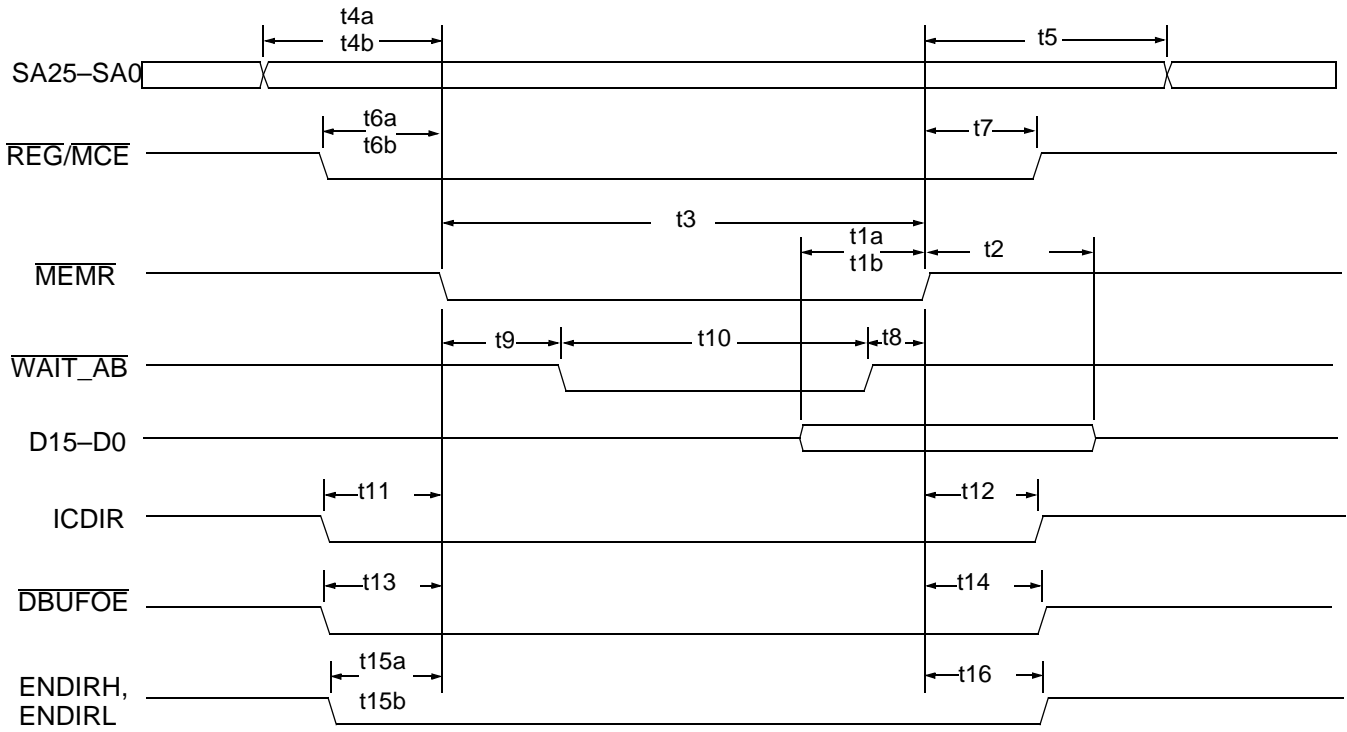 t4a
t4b
t5
SA25–SA0
t6a
t6b
t7
REG/MCE
t3
t1a
t1b
t2
MEMR
t9
t10
t8
WAIT_AB
D15–D0
t11
t12
ICDIR
t13
t14
DBUFOE
t15a
t15b
t16
ENDIRH,
ENDIRL